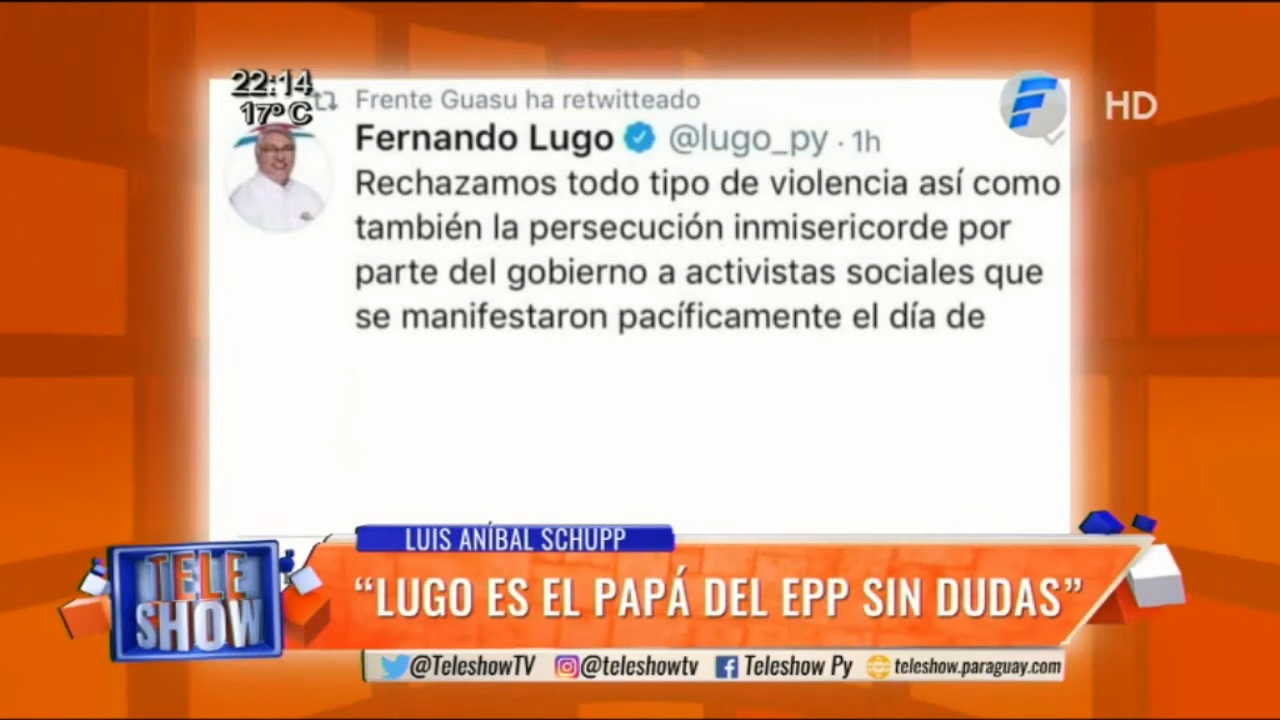 22:14
17º C
Frente Guasu ha retwitteado
HD
Fernando Lugo @lugo_py · 1h
Rechazamos todo tipo de violencia así como
también la persecución inmisericorde por
parte del gobierno a activistas sociales que
se manifestaron pacíficamente el día de
LUIS ANÍBAL SCHUPP
TELE
SHOW
“LUGO ES EL PAPÁ DEL EPP SIN DUDAS”
@TeleshowTV @teleshowtv Teleshow Py teleshow.paraguay.com